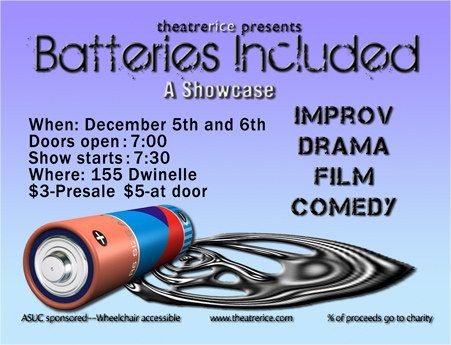 theatrerice presents
Batteries Included
A Showcase
When: December 5th and 6th
Doors open : 7:00
Show starts : 7:30
Where: 155 Dwinelle
$3-Presale $5-at door
IMPROV
DRAMA
FILM
COMEDY
ASUC sponsored---Wheelchair accessible www.theatrerice.com % of proceeds go to charity